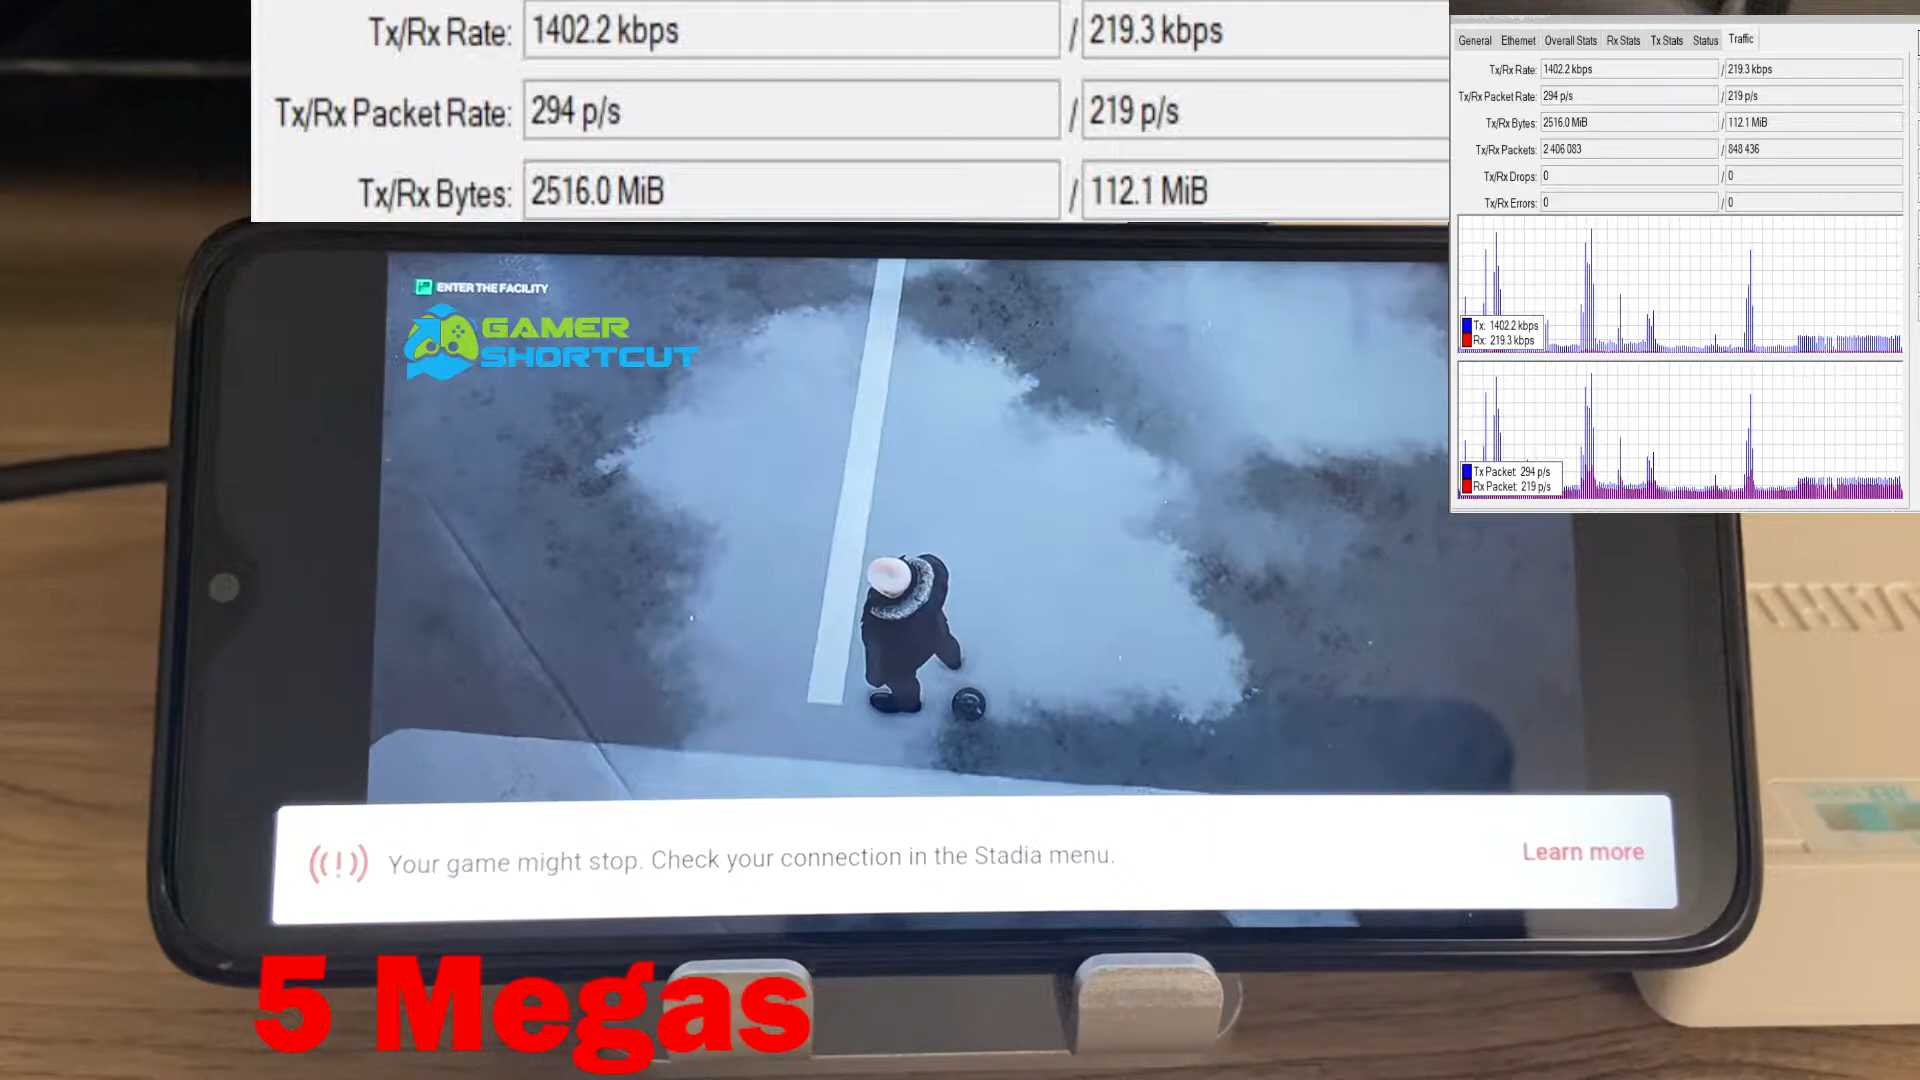 Tx/Rx Rate: 1402.2 kbps / 219.3 kbps
Tx/Rx Packet Rate: 294 p/s / 219 p/s
Tx/Rx Bytes: 2516.0 MiB / 112.1 MiB
General Ethernet Overall Stats Rx Stats Tx Stats Status Traffic
Tx/Rx Rate: 1402.2 kbps / 219.3 kbps
Tx/Rx Packet Rate: 294 p/s / 219 p/s
Tx/Rx Bytes: 2516.0 MiB / 112.1 MiB
Tx/Rx Packets: 2 406 083 / 848 436
Tx/Rx Drops: 0 / 0
Tx/Rx Errors: 0 / 0
Tx: 1402.2 kbps
Rx: 219.3 kbps
Tx Packet: 294 p/s
Rx Packet: 219 p/s
ENTER THE FACILITY
GAMER
SHORTCUT
Your game might stop. Check your connection in the Stadia menu.
Learn more
5 Megas